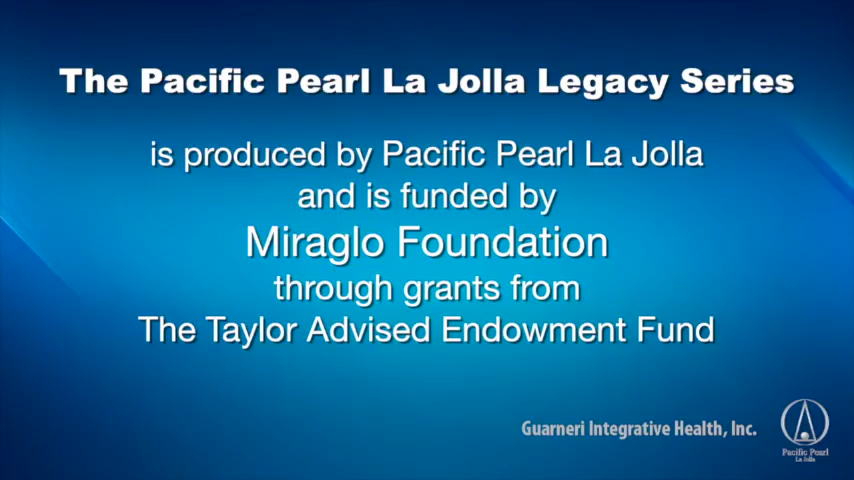 The Pacific Pearl La Jolla Legacy Series
is produced by Pacific Pearl La Jolla
and is funded by
Miraglo Foundation
through grants from
The Taylor Advised Endowment Fund
Guarneri Integrative Health, Inc.
Pacific Pearl
La Jolla